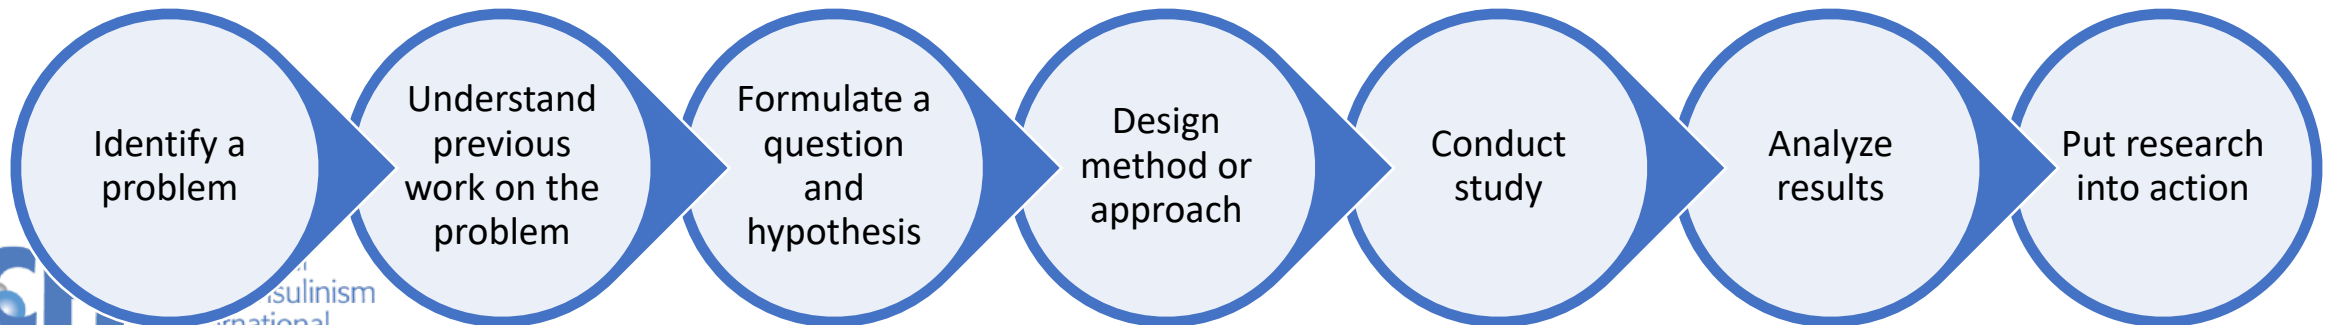 Identify a
problem
Understand
previous
work on the
problem
Formulate a
question
and
hypothesis
Design
method or
approach
Conduct
study
Analyze
results
Put research
into action